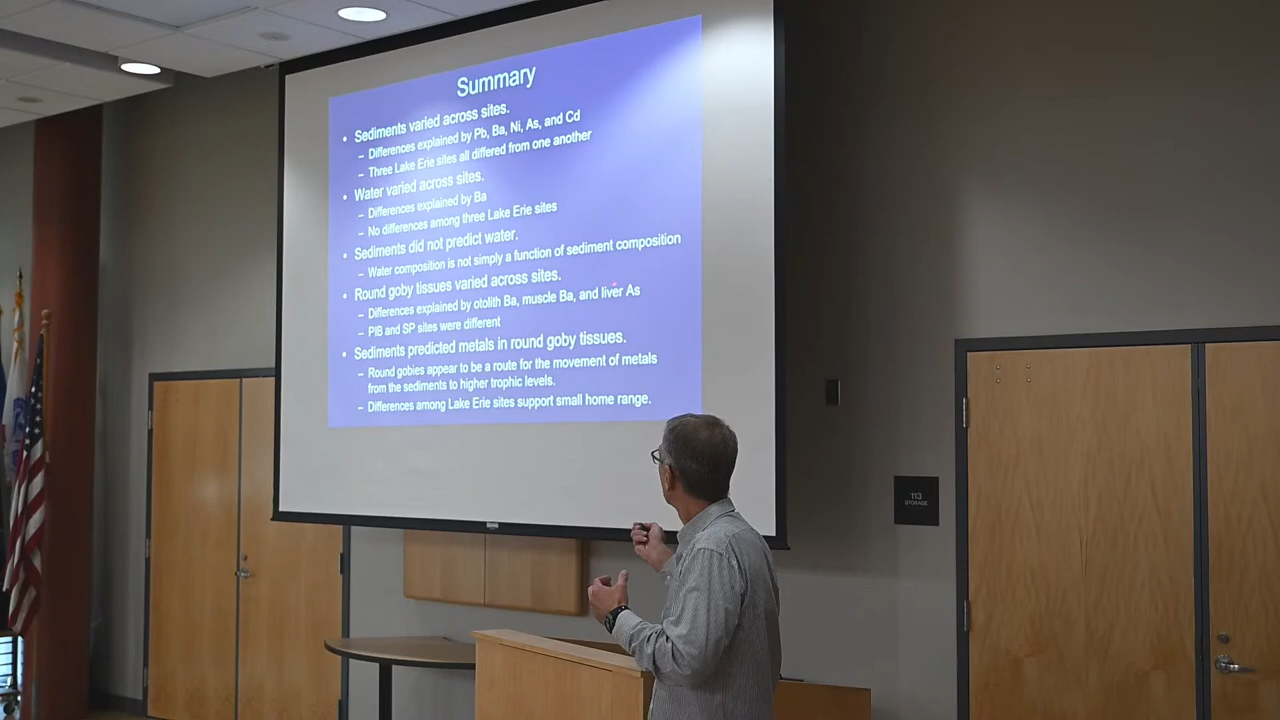 Summary
• Sediments varied across sites.
– Differences explained by Pb, Ba, Ni, As, and Cd
– Three Lake Erie sites all differed from one another
• Water varied across sites.
– Differences explained by Ba
– No differences among three Lake Erie sites
• Sediments did not predict water.
– Water composition is not simply a function of sediment composition
• Round goby tissues varied across sites.
– Differences explained by otolith Ba, muscle Ba, and liver As
– PIB and SP sites were different
• Sediments predicted metals in round goby tissues.
– Round gobies appear to be a route for the movement of metals
from the sediments to higher trophic levels.
– Differences among Lake Erie sites support small home range.
113
STORAGE